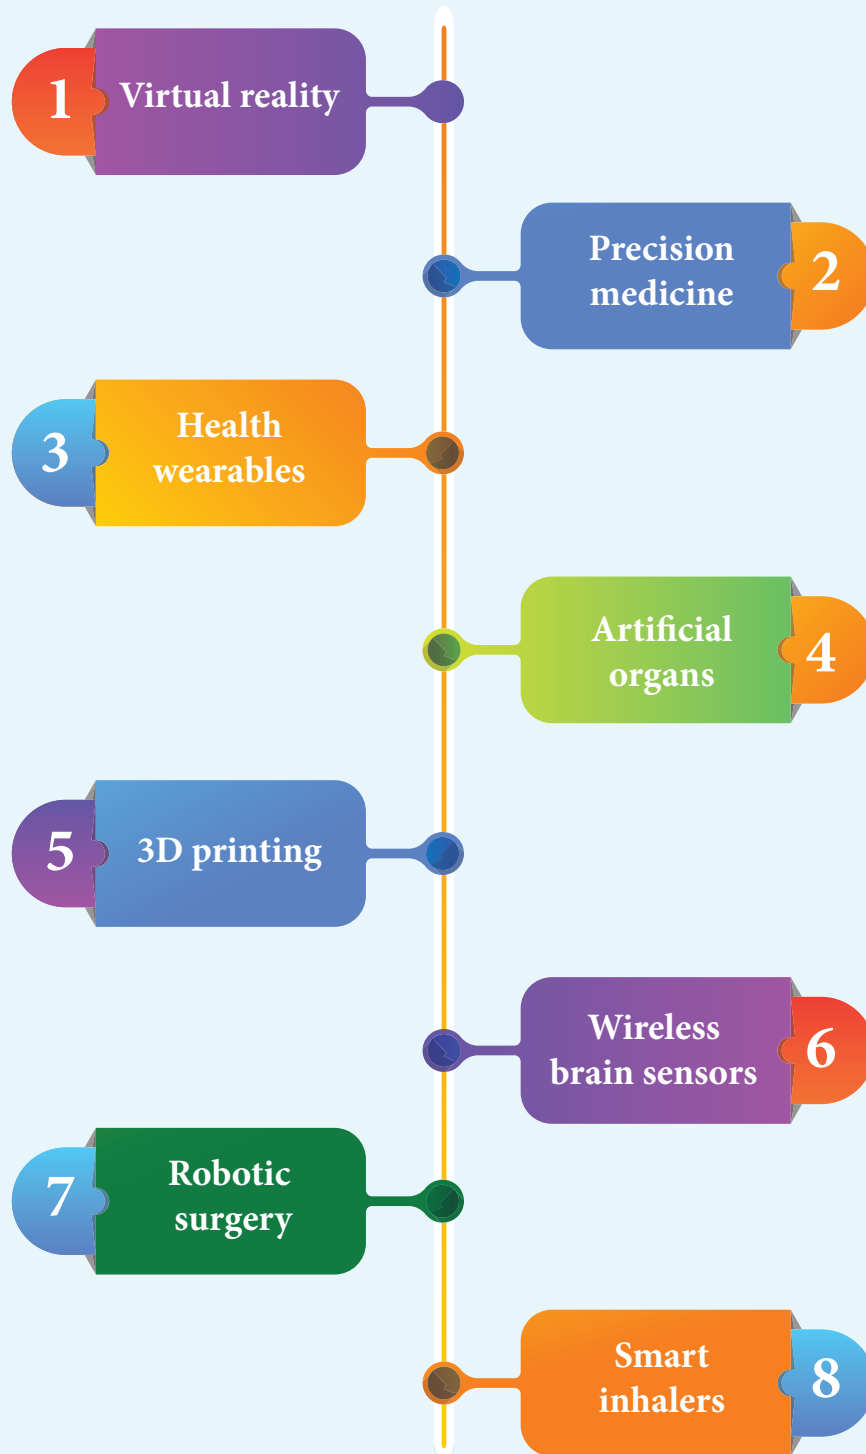 1
Virtual reality
Precision
medicine
2
3
Health
wearables
Artificial
organs
4
5
3D printing
Wireless
brain sensors
6
7
Robotic
surgery
Smart
inhalers
8